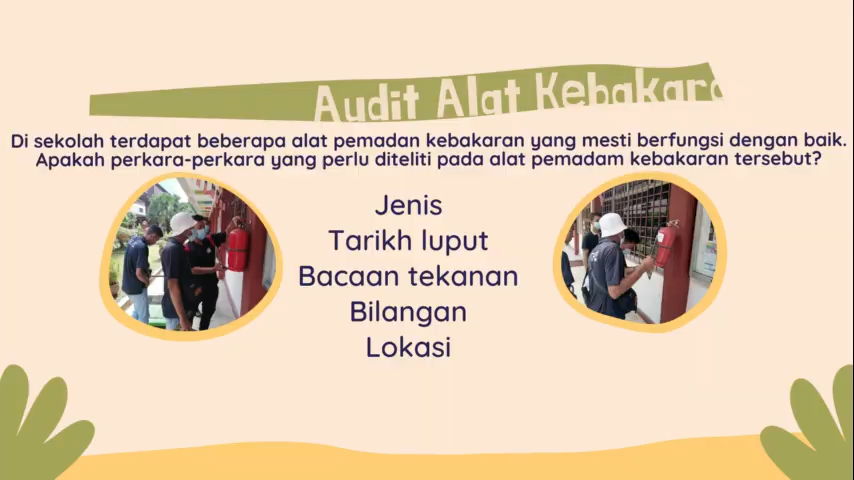 Audit Alat Kebakara
Di sekolah terdapat beberapa alat pemadan kebakaran yang mesti berfungsi dengan baik.
Apakah perkara-perkara yang perlu diteliti pada alat pemadam kebakaran tersebut?
Jenis
Tarikh luput
Bacaan tekanan
Bilangan
Lokasi